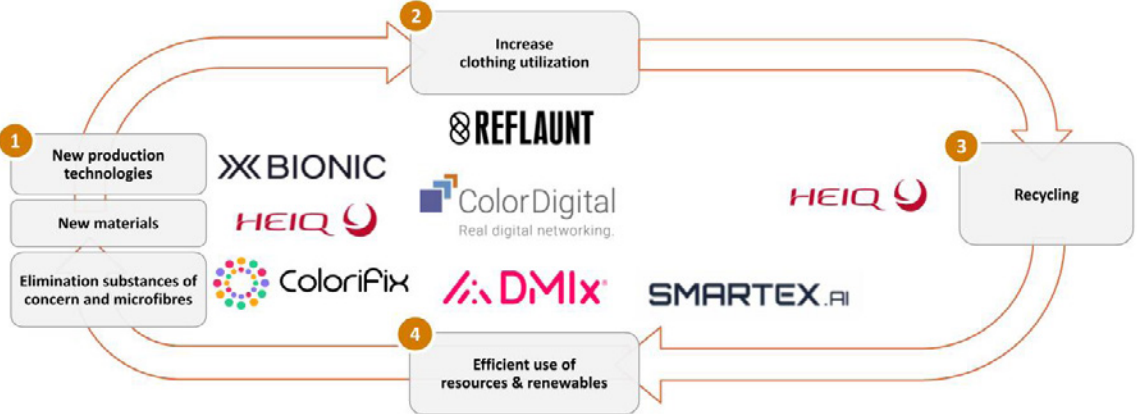 2
Increase
clothing utilization
1
New production
technologies
New materials
Elimination substances of
concern and microfibres
X BIONIC
HEIQ
COLORIFIX
REFLAUNT
ColorDigital
Real digital networking.
DMIx®
SMARTEX.AI
HEIQ
3
Recycling
4
Efficient use of
resources & renewables